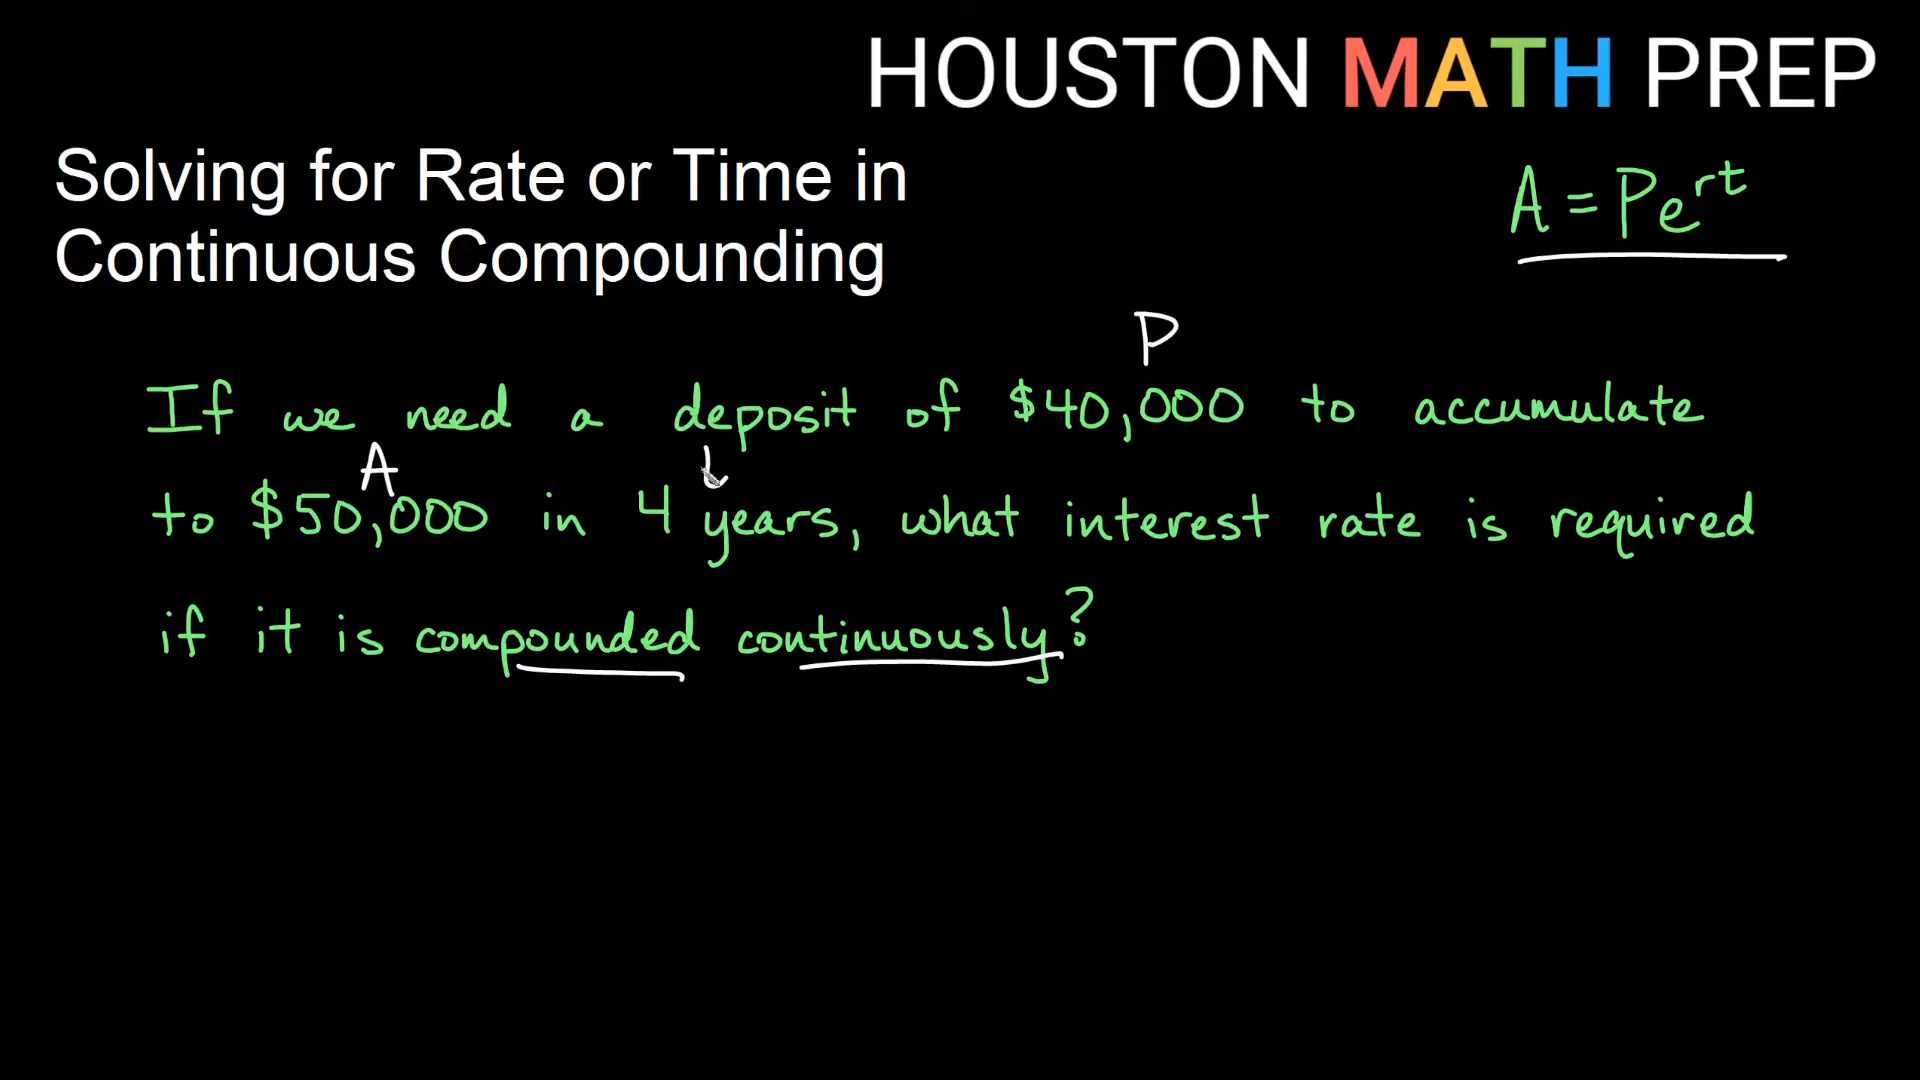 HOUSTON MATH PREP
Solving for Rate or Time in
Continuous Compounding
A = Pe^rt
P
If we need a deposit of $40,000 to accumulate
A
to $50,000 in 4 years, what interest rate is required
if it is compounded continuously?